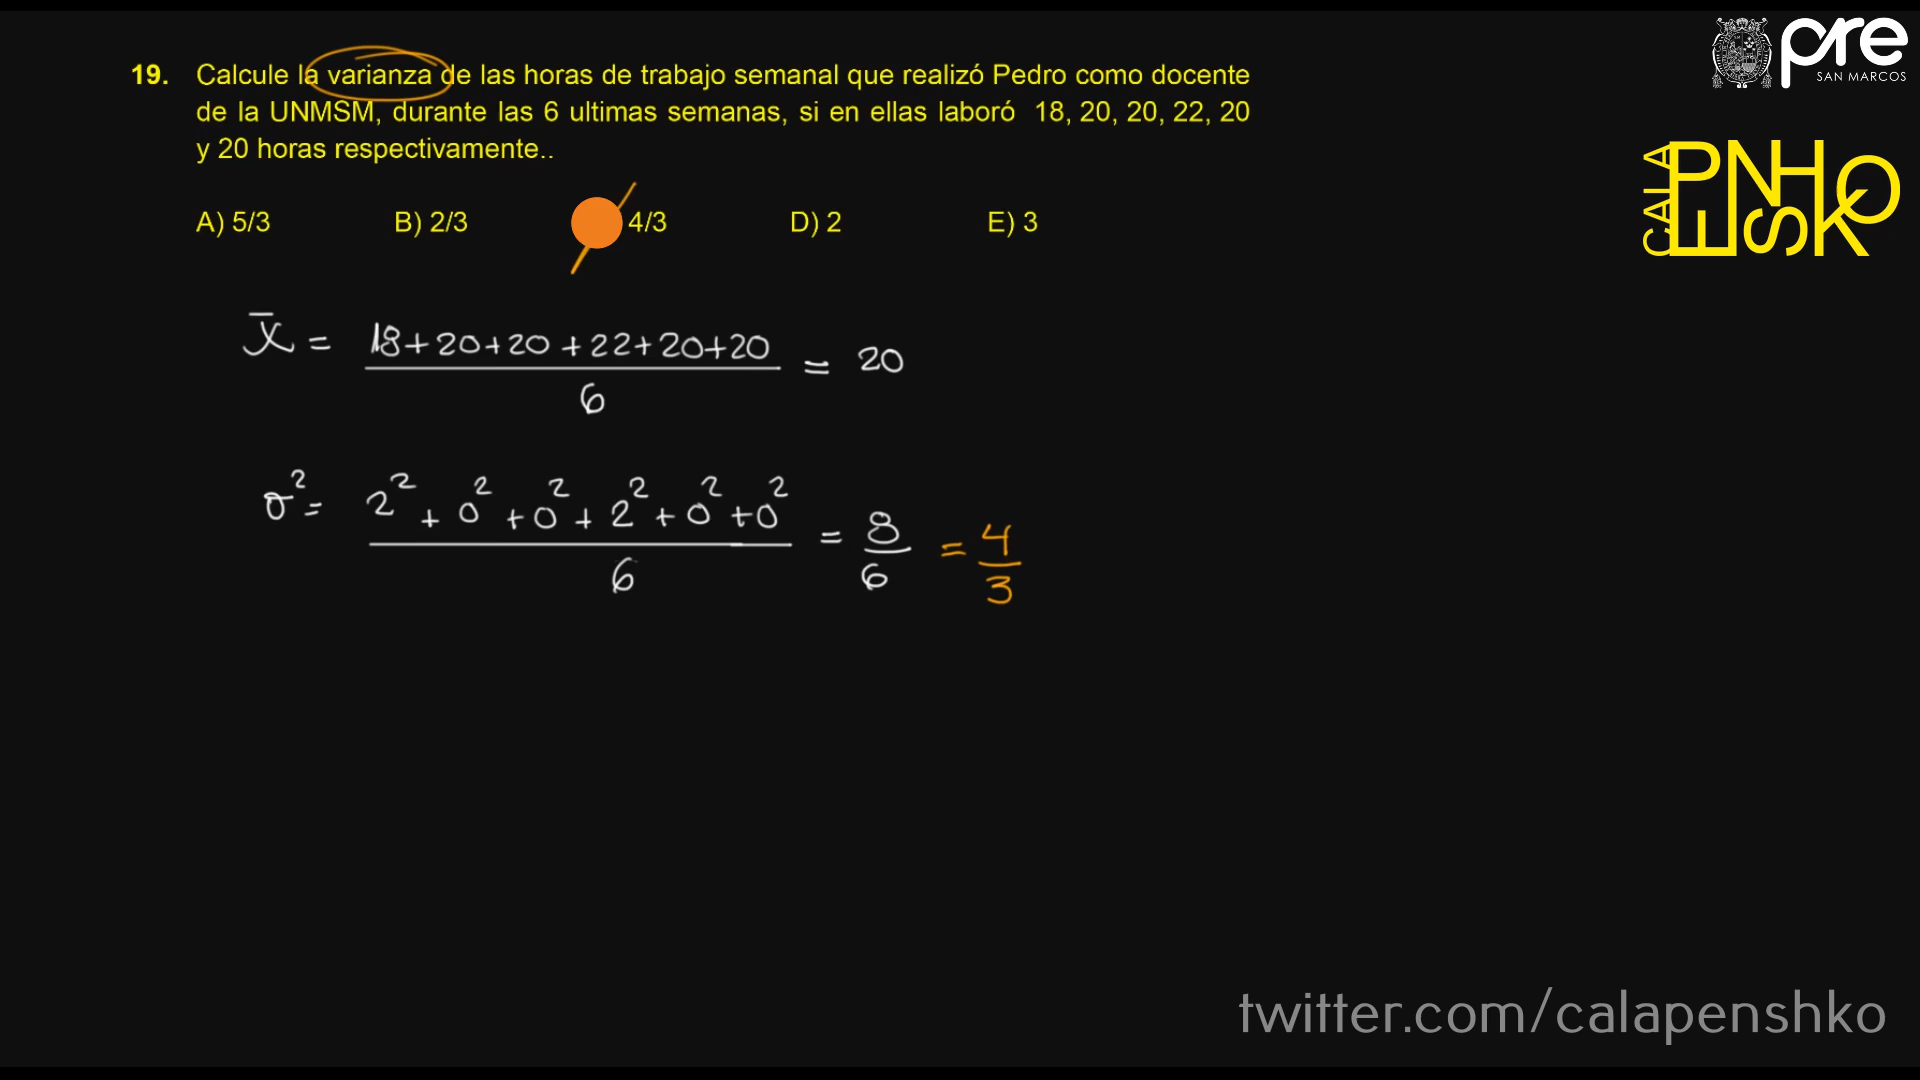 pre
SAN MARCOS
19. Calcule la varianza de las horas de trabajo semanal que realizó Pedro como docente
de la UNMSM, durante las 6 ultimas semanas, si en ellas laboró 18, 20, 20, 22, 20
y 20 horas respectivamente..
CALA PENSHKO
A) 5/3 B) 2/3 4/3 D) 2 E) 3
x̄ = (18+20+20+22+20+20)/6 = 20
σ² = (2² + 0² + 0² + 2² + 0² + 0²)/6 = 8/6 = 4/3
twitter.com/calapenshko